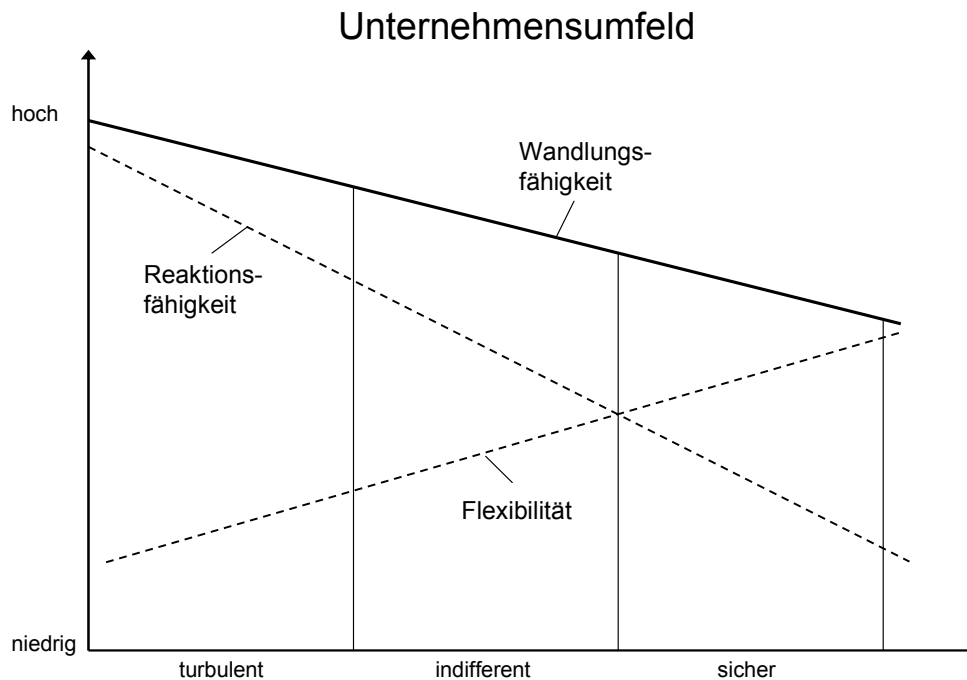 Unternehmensumfeld
hoch
Wandlungs-
fähigkeit
Reaktions-
fähigkeit
Flexibilität
niedrig
turbulent
indifferent
sicher